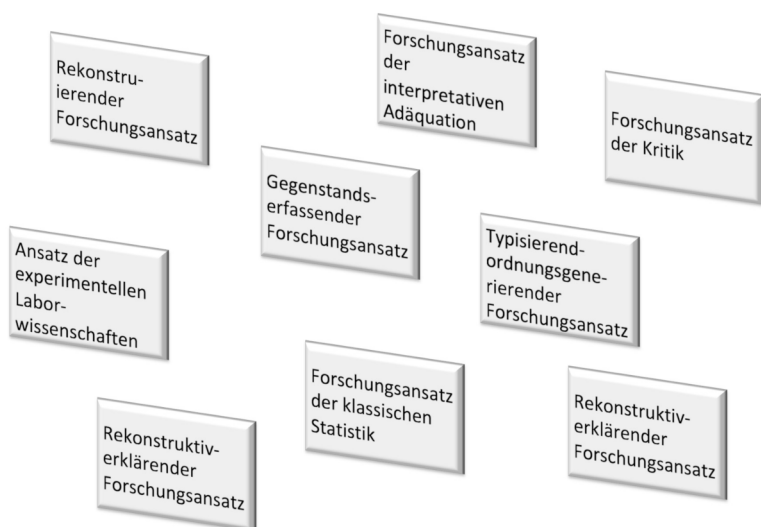 Rekonstru-
ierender
Forschungsansatz
Forschungsansatz
der
interpretativen
Adäquation
Forschungsansatz
der Kritik
Gegenstands-
erfassender
Forschungsansatz
Ansatz der
experimentellen
Labor-
wissenschaften
Typisierend-
ordnungsgene-
rierender
Forschungsansatz
Rekonstruktiv-
erklärender
Forschungsansatz
Forschungsansatz
der klassischen
Statistik
Rekonstruktiv-
erklärender
Forschungsansatz